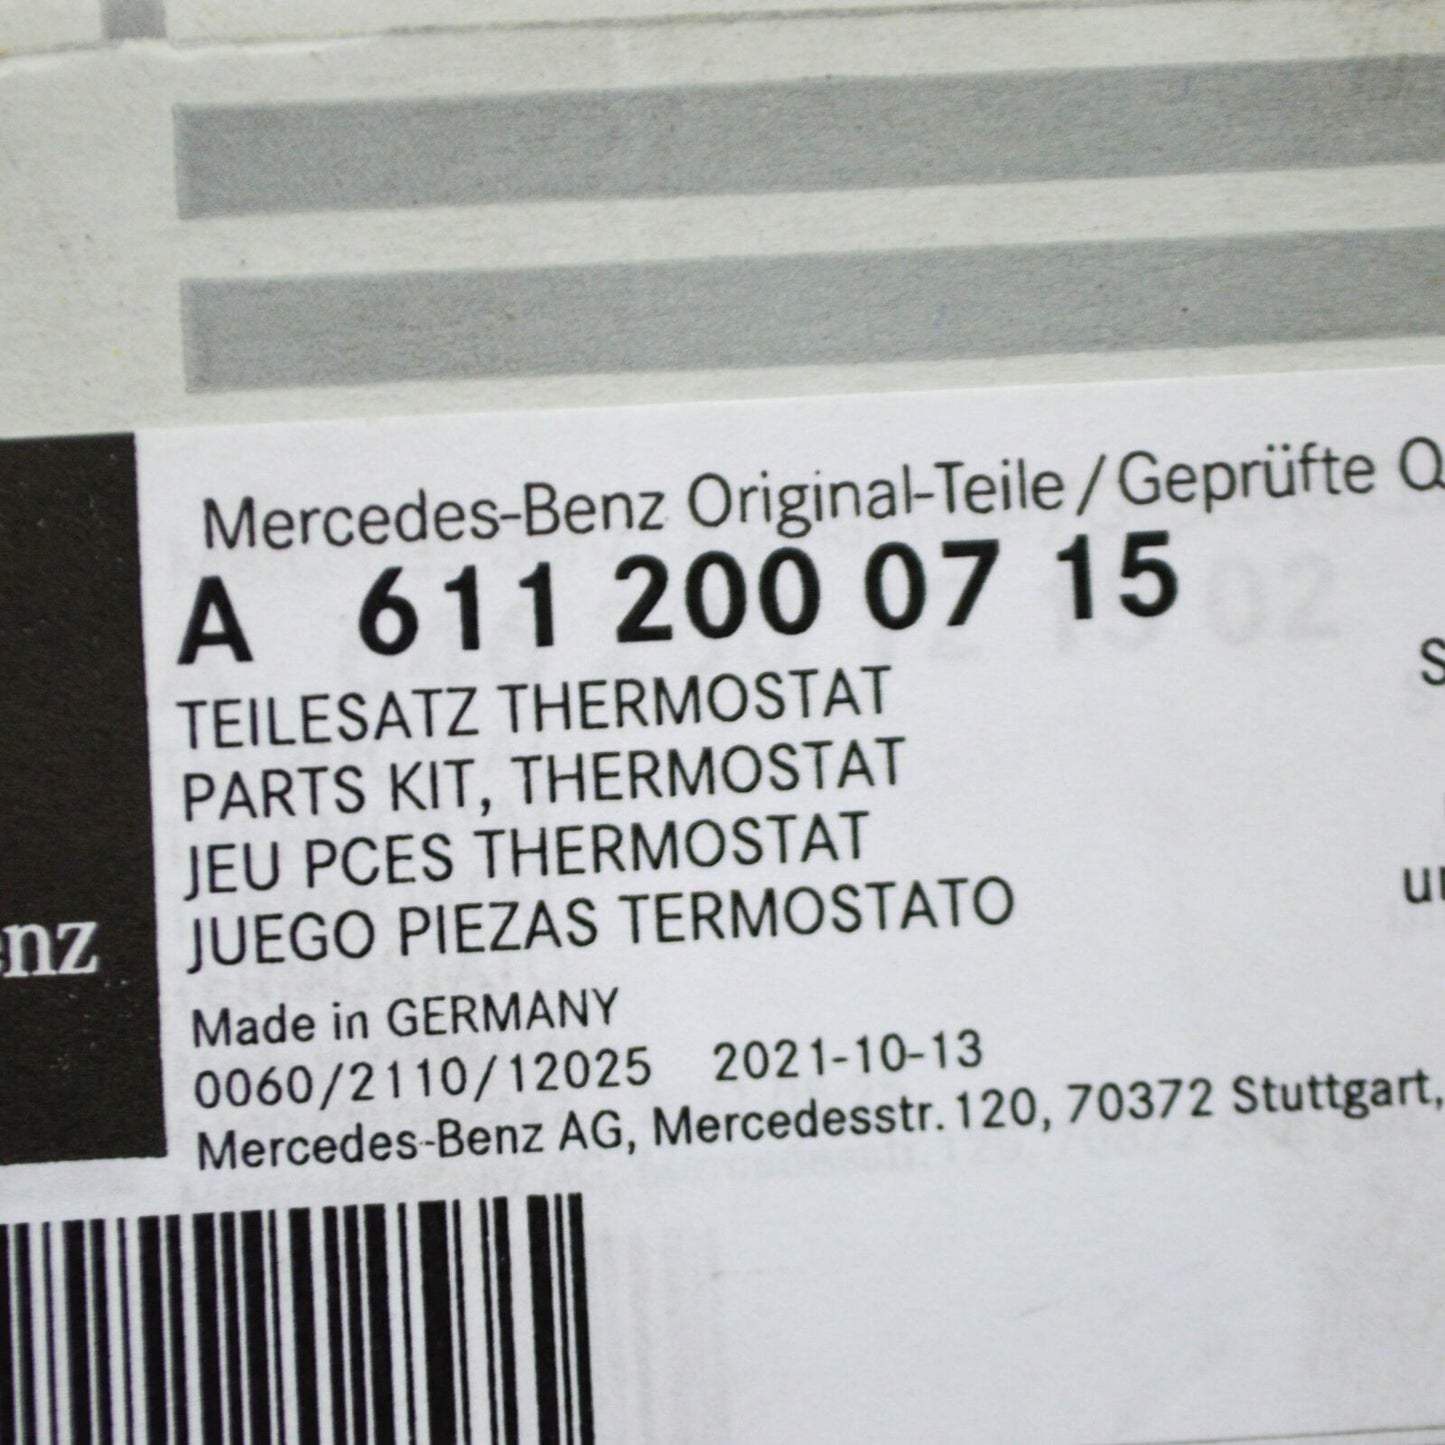 Mercedes-Benz Original-Teile/Geprüfte
A 611 200 07 15
TEILESATZ THERMOSTAT
PARTS KIT, THERMOSTAT
JEU PCES THERMOSTAT
JUEGO PIEZAS TERMOSTATO
Made in GERMANY
0060/2110/12025 2021-10-13
Mercedes-Benz AG, Mercedesstr. 120, 70372 Stuttgart,